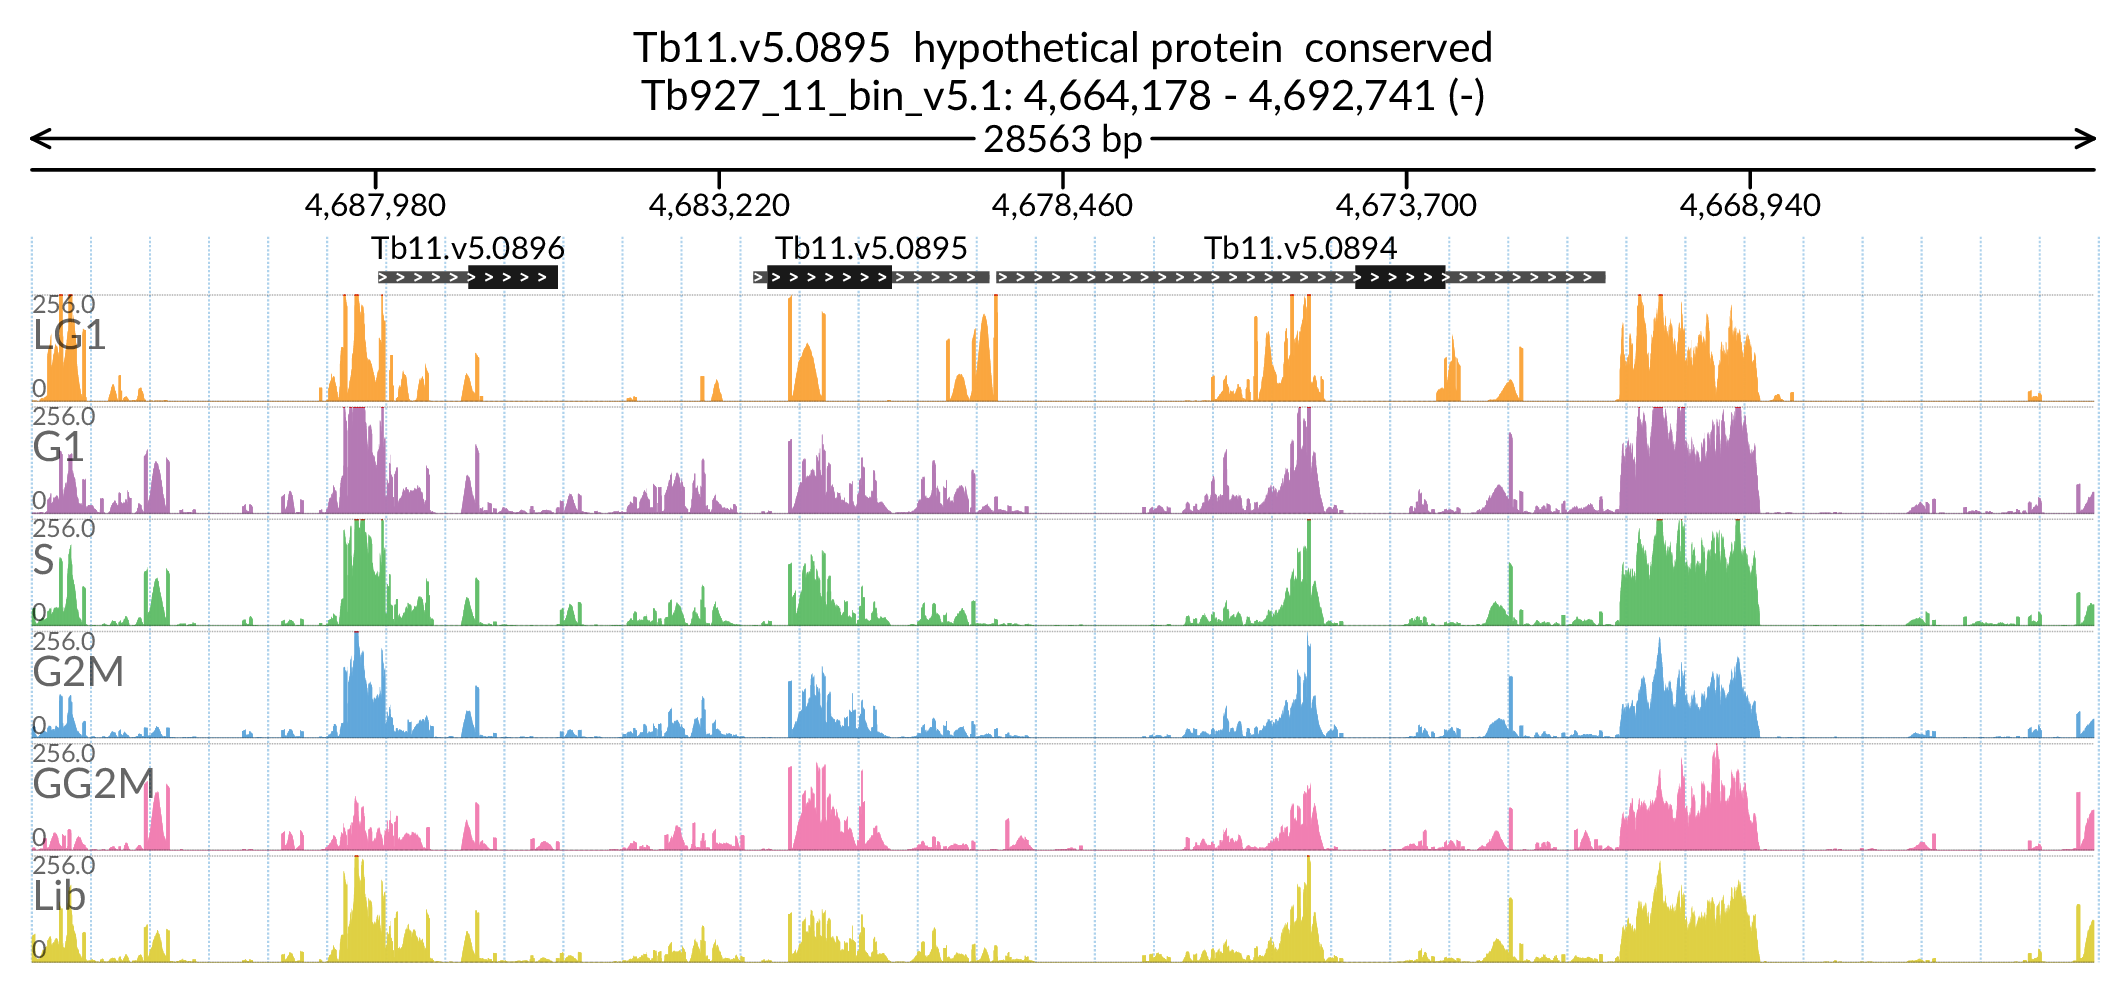 Tb11.v5.0895  hypothetical protein  conserved
Tb927_11_bin_v5.1: 4,664,178 - 4,692,741 (-)
28563 bp
4,687,980 4,683,220 4,678,460 4,673,700 4,668,940
Tb11.v5.0896 Tb11.v5.0895 Tb11.v5.0894
256.0
LG1
0
256.0
G1
0
256.0
S
0
256.0
G2M
0
256.0
GG2M
0
256.0
Lib
0